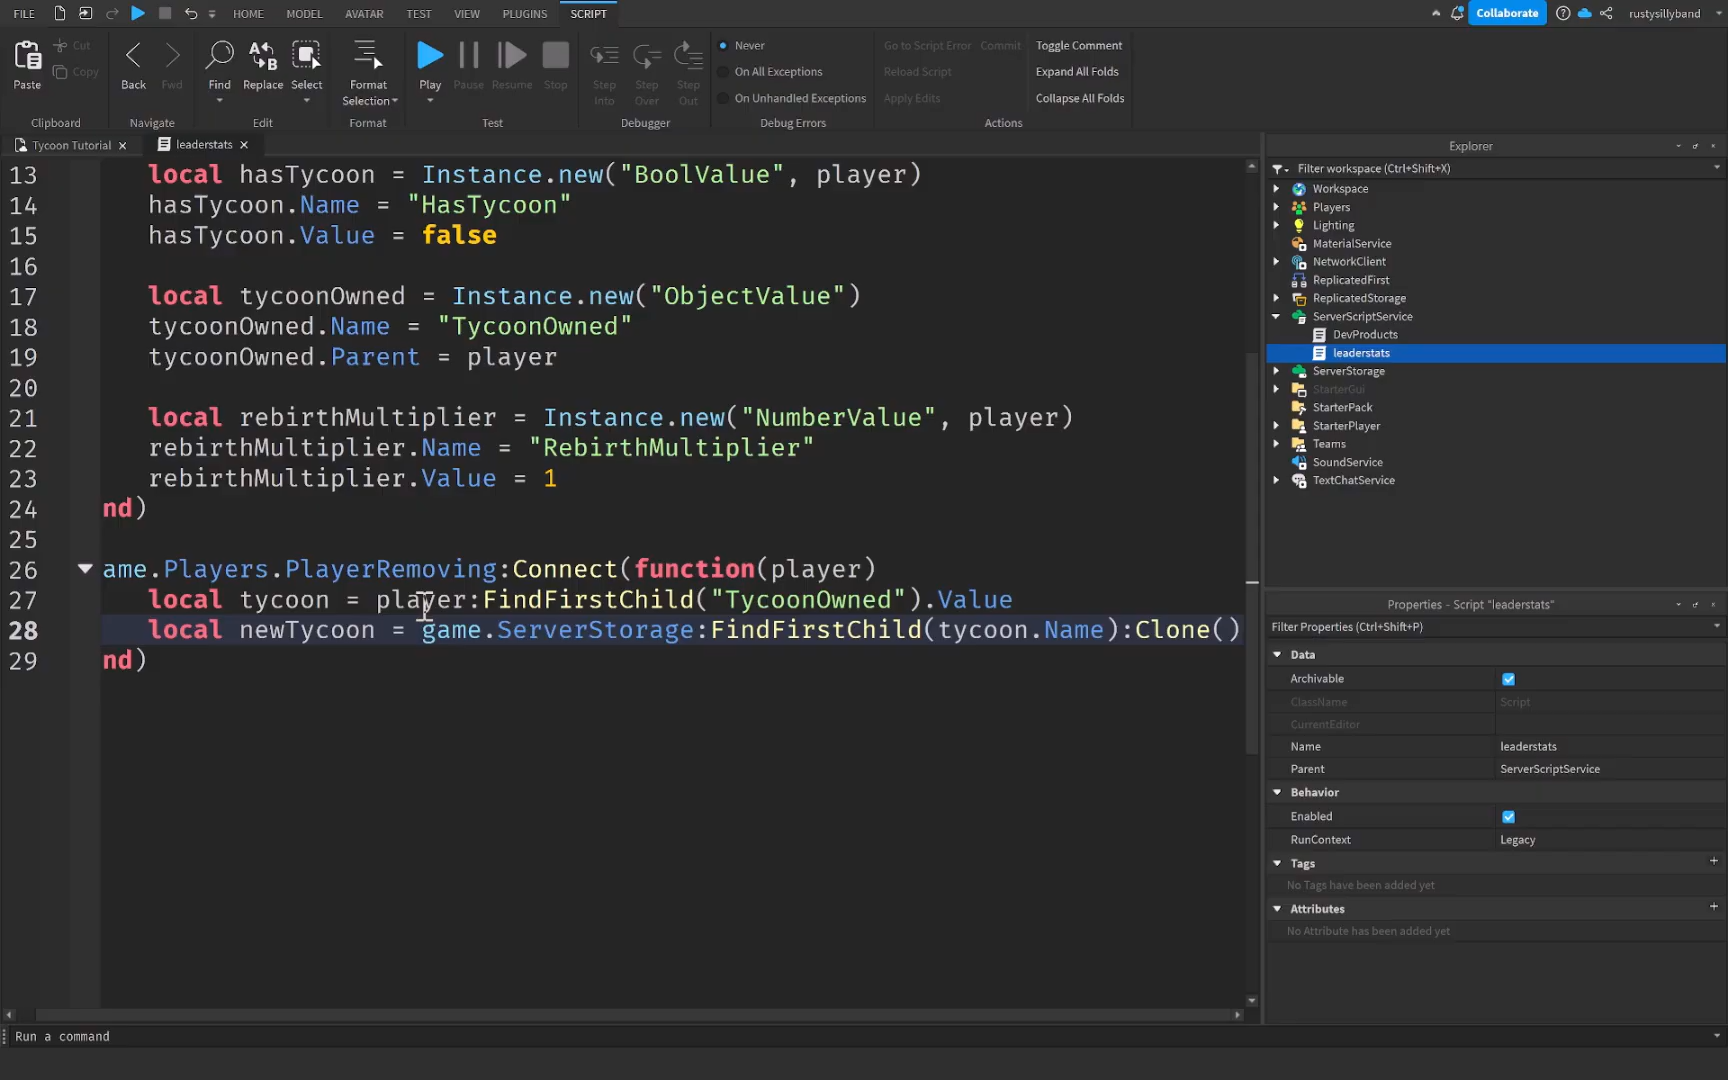 FILE HOME MODEL AVATAR TEST VIEW PLUGINS SCRIPT Collaborate rustysillyband
Paste Cut Copy
Clipboard
Back Fwd
Navigate
Find Replace Select
Edit
Format Selection
Format
Play Pause Resume Stop
Test
Step Into Step Over Step Out
Debugger
Never
On All Exceptions
On Unhandled Exceptions
Debug Errors
Go to Script Error Commit
Reload Script
Apply Edits
Toggle Comment
Expand All Folds
Collapse All Folds
Actions
Tycoon Tutorial leaderstats
13 local hasTycoon = Instance.new("BoolValue", player)
14 hasTycoon.Name = "HasTycoon"
15 hasTycoon.Value = false
16
17 local tycoonOwned = Instance.new("ObjectValue")
18 tycoonOwned.Name = "TycoonOwned"
19 tycoonOwned.Parent = player
20
21 local rebirthMultiplier = Instance.new("NumberValue", player)
22 rebirthMultiplier.Name = "RebirthMultiplier"
23 rebirthMultiplier.Value = 1
24 nd)
25
26 ame.Players.PlayerRemoving:Connect(function(player)
27 local tycoon = player:FindFirstChild("TycoonOwned").Value
28 local newTycoon = game.ServerStorage:FindFirstChild(tycoon.Name):Clone()
29 nd)
Run a command
Explorer
Filter workspace (Ctrl+Shift+X)
Workspace
Players
Lighting
MaterialService
NetworkClient
ReplicatedFirst
ReplicatedStorage
ServerScriptService
DevProducts
leaderstats
ServerStorage
StarterGui
StarterPack
StarterPlayer
Teams
SoundService
TextChatService
Properties - Script "leaderstats"
Filter Properties (Ctrl+Shift+P)
Data
Archivable
ClassName Script
CurrentEditor
Name leaderstats
Parent ServerScriptService
Behavior
Enabled
RunContext Legacy
Tags
No Tags have been added yet
Attributes
No Attribute has been added yet